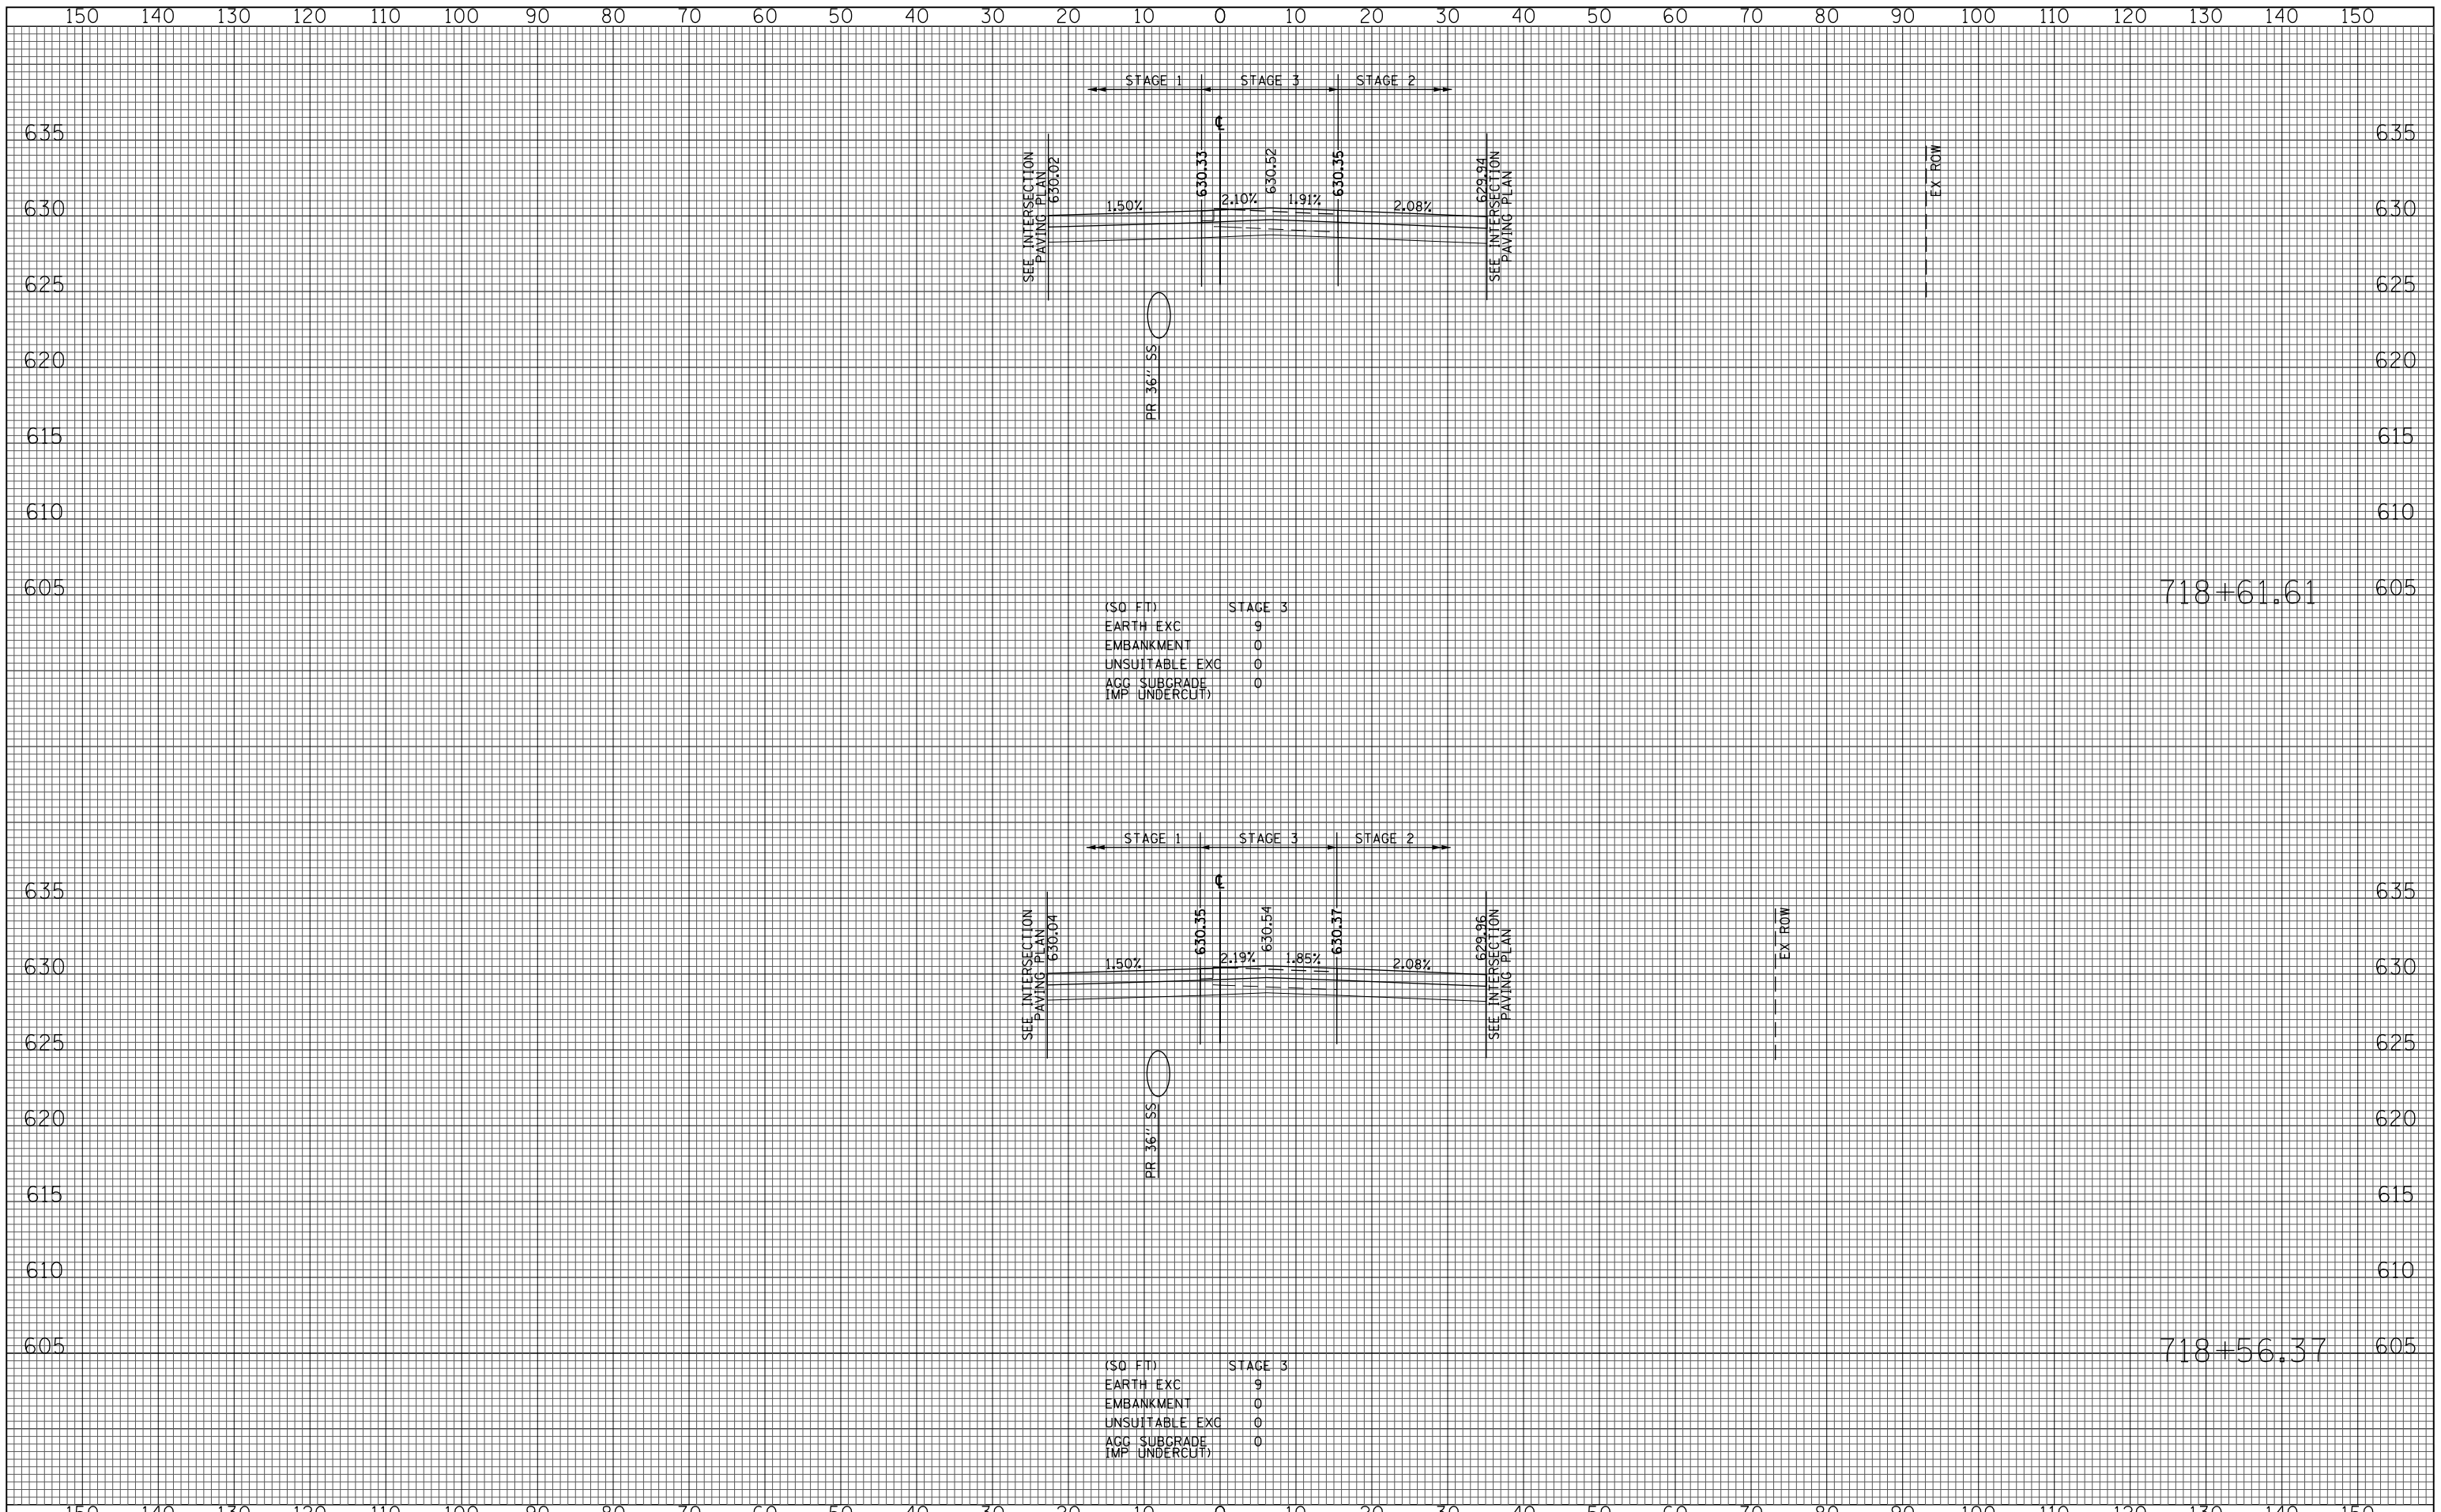 150 140 130 120 110 100 90 80 70 60 50 40 30 20 10 0 10 20 30 40 50 60 70 80 90 100 110 120 130 140 150
STAGE 1 STAGE 3 STAGE 2
℄
635 635
SEE INTERSECTION
PAVING PLAN
630.02
630.33
630.52
630.35
629.94
SEE INTERSECTION
PAVING PLAN
EX ROW
630 1.50% 2.10% 1.91% 2.08% 630
625 625
620 620
PR 36" SS
615 615
610 610
605 718+61.61 605
(SQ FT) STAGE 3
EARTH EXC 9
EMBANKMENT 0
UNSUITABLE EXC 0
AGG SUBGRADE 0
IMP UNDERCUT)
STAGE 1 STAGE 3 STAGE 2
℄
635 635
SEE INTERSECTION
PAVING PLAN
630.04
630.35
630.54
630.37
629.96
SEE INTERSECTION
PAVING PLAN
EX ROW
630 1.50% 2.19% 1.85% 2.08% 630
625 625
620 620
PR 36" SS
615 615
610 610
605 718+56.37 605
(SQ FT) STAGE 3
EARTH EXC 9
EMBANKMENT 0
UNSUITABLE EXC 0
AGG SUBGRADE 0
IMP UNDERCUT)
150 140 130 120 110 100 90 80 70 60 50 40 30 20 10 0 10 20 30 40 50 60 70 80 90 100 110 120 130 140 150